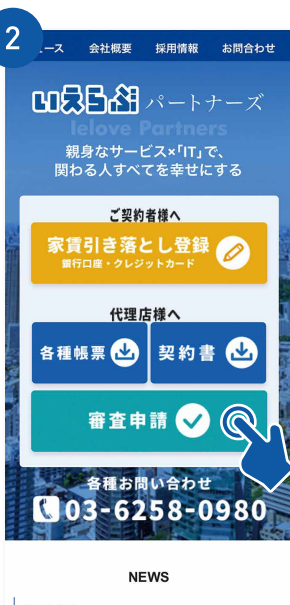 2
ース 会社概要 採用情報 お問合わせ
いえらぶ パートナーズ
Ielove Partners
親身なサービス×「IT」で、
関わる人すべてを幸せにする
ご契約者様へ
家賃引き落とし登録
銀行口座・クレジットカード
代理店様へ
各種帳票 契約書
審査申請
各種お問い合わせ
03-6258-0980
NEWS